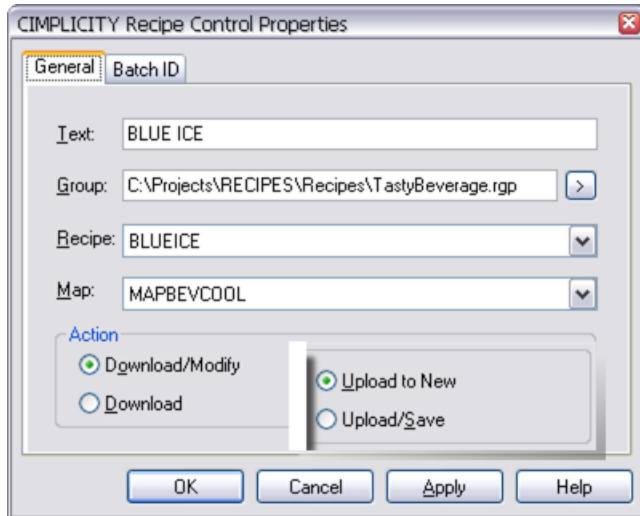 CIMPLICITY Recipe Control Properties
General Batch ID
Text: BLUE ICE
Group: C:\Projects\RECIPES\Recipes\TastyBeverage.rgp >
Recipe: BLUEICE
Map: MAPBEVCOOL
Action
Download/Modify
Download
Upload to New
Upload/Save
OK Cancel Apply Help